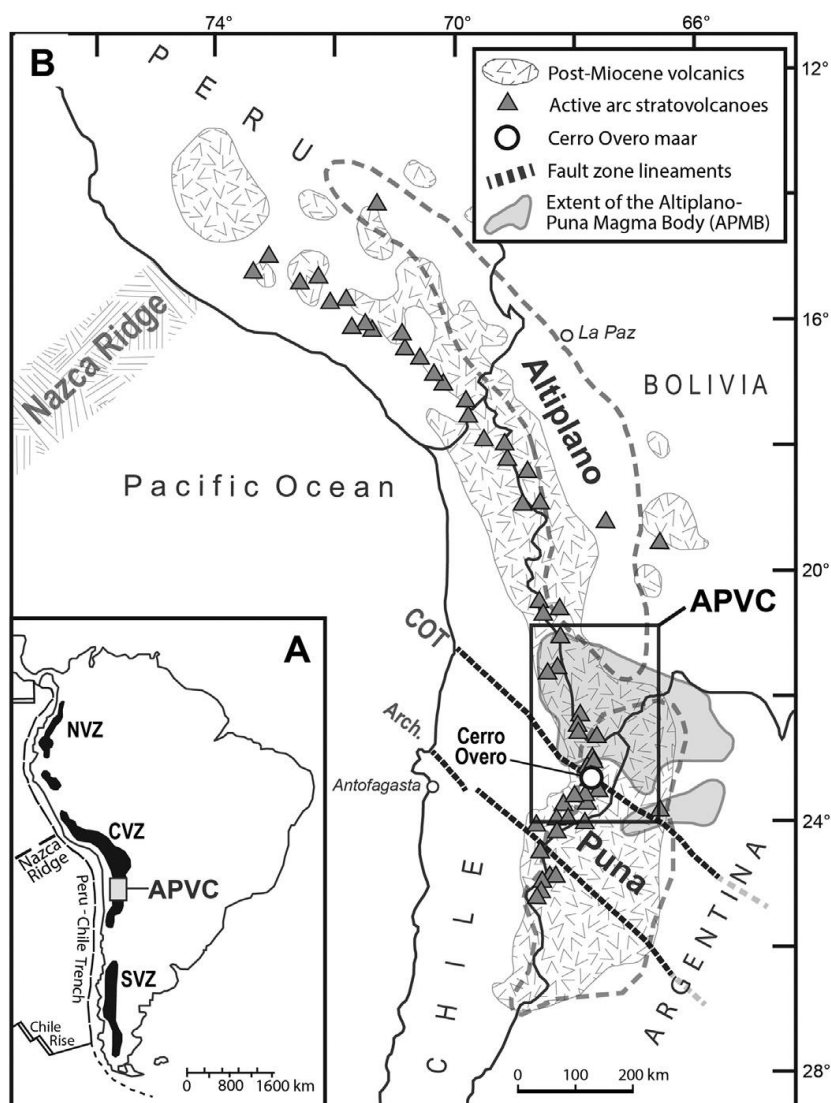 74°
70°
66°
B
12°
16°
20°
24°
28°
Post-Miocene volcanics
Active arc stratovolcanoes
Cerro Overo maar
Fault zone lineaments
Extent of the Altiplano-
Puna Magma Body (APMB)
PERU
Nazca Ridge
La Paz
BOLIVIA
Altiplano
Pacific Ocean
APVC
COT
Arch.
Cerro
Overo
Antofagasta
Puna
CHILE
ARGENTINA
0 100 200 km
A
NVZ
CVZ
Nazca
Ridge
APVC
Peru - Chile Trench
SVZ
Chile
Rise
0 800 1600 km